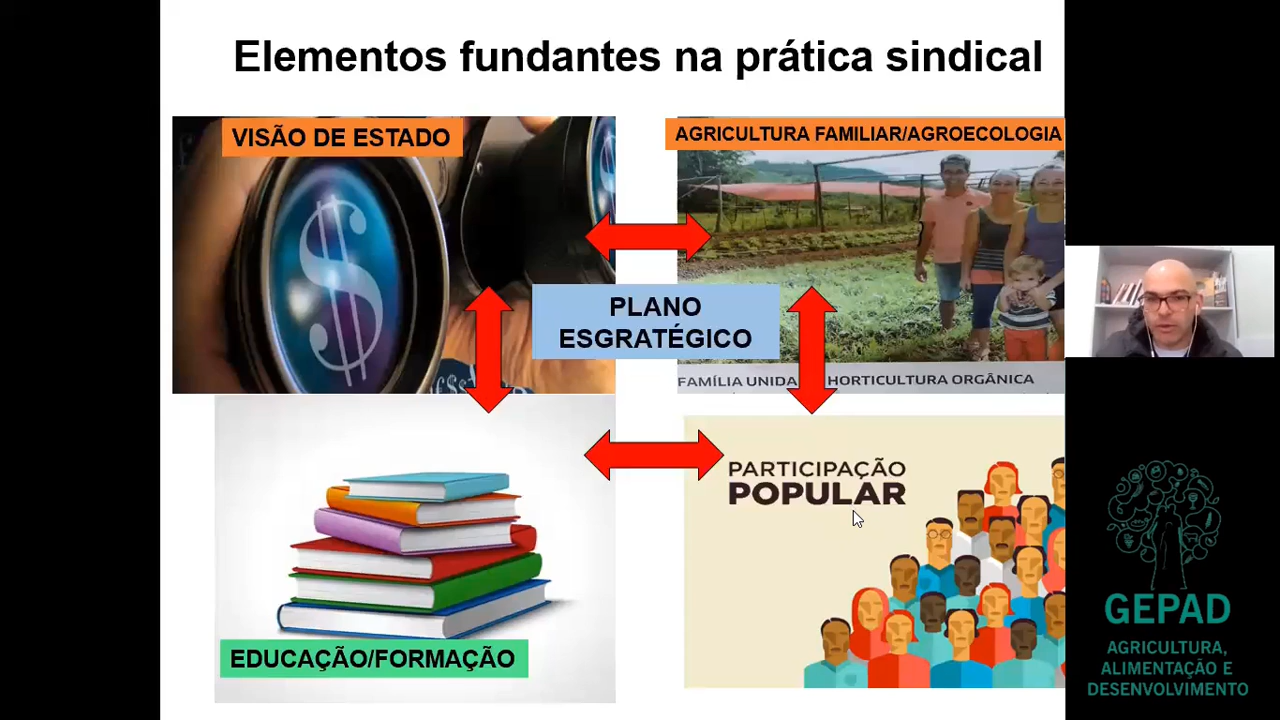 Elementos fundantes na prática sindical
VISÃO DE ESTADO
AGRICULTURA FAMILIAR/AGROECOLOGIA
$
PLANO
ESGRATÉGICO
FAMÍLIA UNIDA
HORTICULTURA ORGÂNICA
PARTICIPAÇÃO
POPULAR
EDUCAÇÃO/FORMAÇÃO
GEPAD
AGRICULTURA,
ALIMENTAÇÃO E
DESENVOLVIMENTO